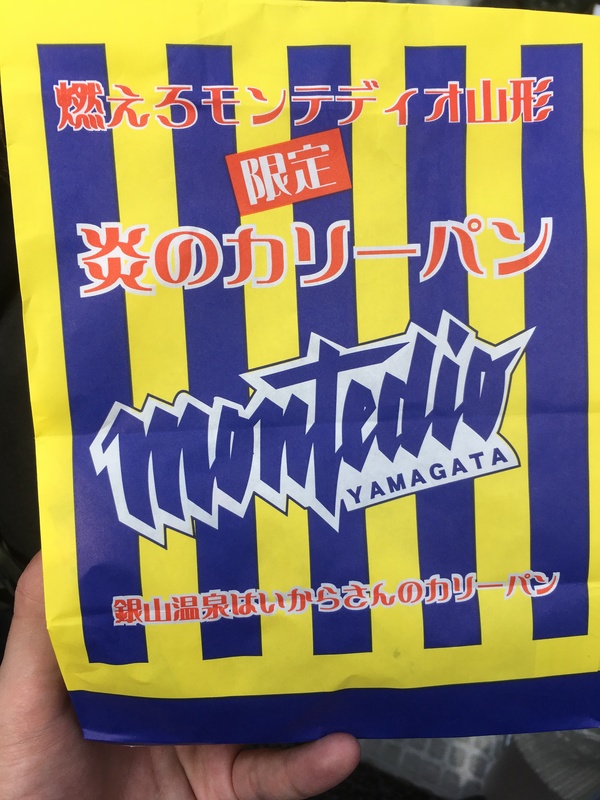 燃えろモンテディオ山形
限定
炎のカリーパン
montedio
YAMAGATA
銀山温泉はいからさんのカリーパン